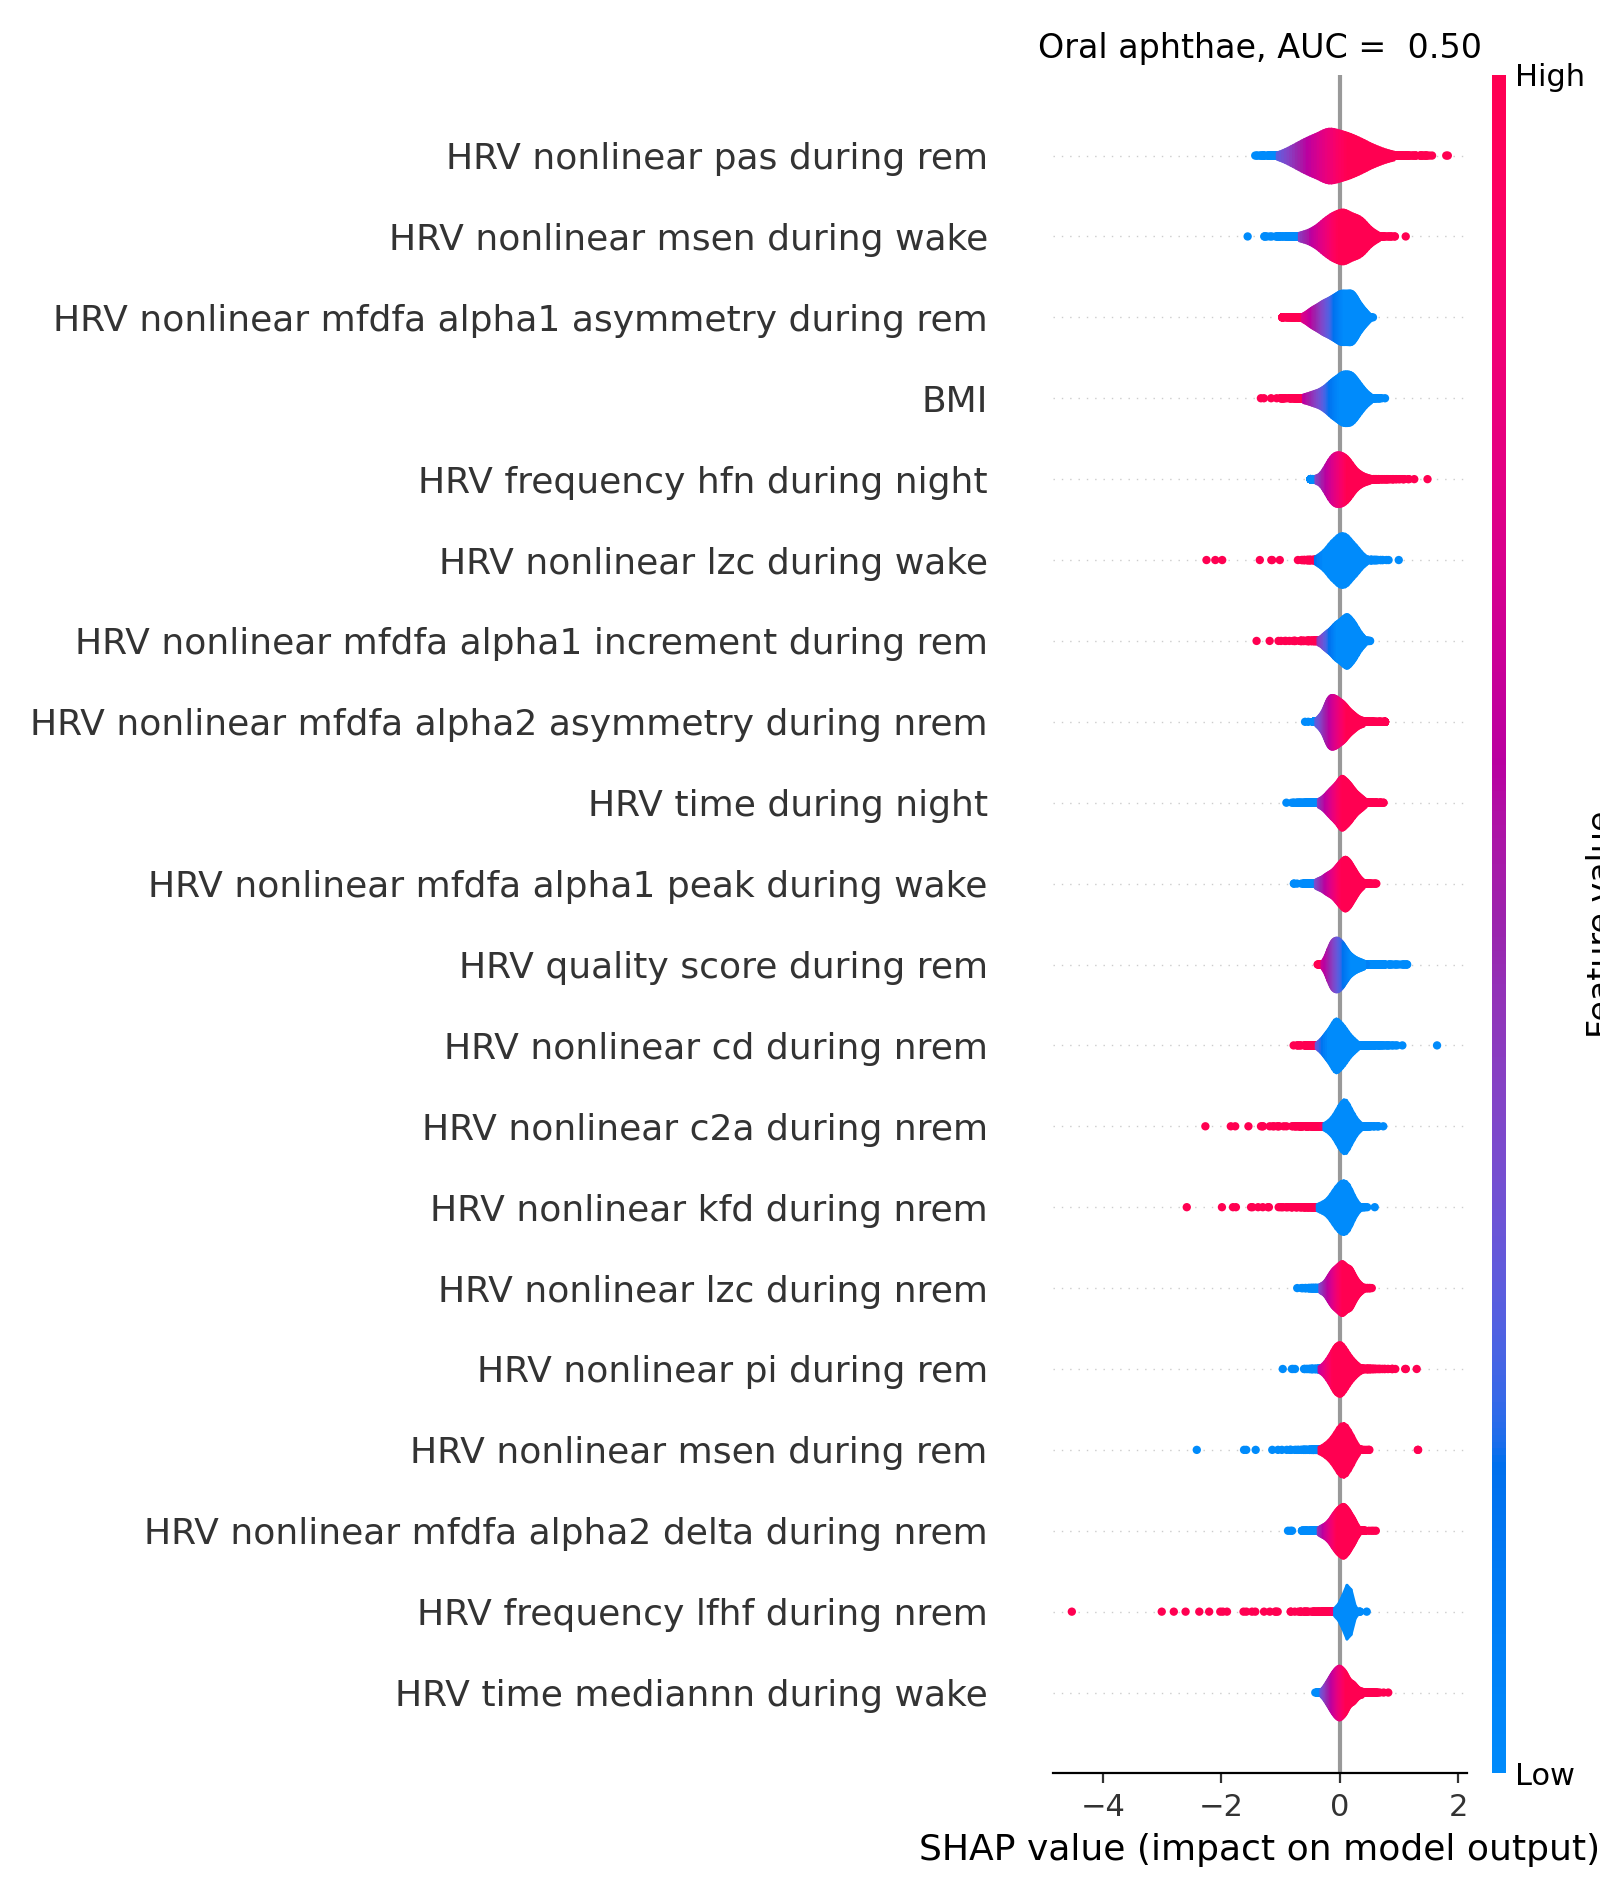 Oral aphthae, AUC =  0.50
High
HRV nonlinear pas during rem
HRV nonlinear msen during wake
HRV nonlinear mfdfa alpha1 asymmetry during rem
BMI
HRV frequency hfn during night
HRV nonlinear lzc during wake
HRV nonlinear mfdfa alpha1 increment during rem
HRV nonlinear mfdfa alpha2 asymmetry during nrem
HRV time during night
HRV nonlinear mfdfa alpha1 peak during wake
HRV quality score during rem
HRV nonlinear cd during nrem
HRV nonlinear c2a during nrem
HRV nonlinear kfd during nrem
HRV nonlinear lzc during nrem
HRV nonlinear pi during rem
HRV nonlinear msen during rem
HRV nonlinear mfdfa alpha2 delta during nrem
HRV frequency lfhf during nrem
HRV time mediannn during wake
Feature value
Low
−4 −2 0 2
SHAP value (impact on model output)